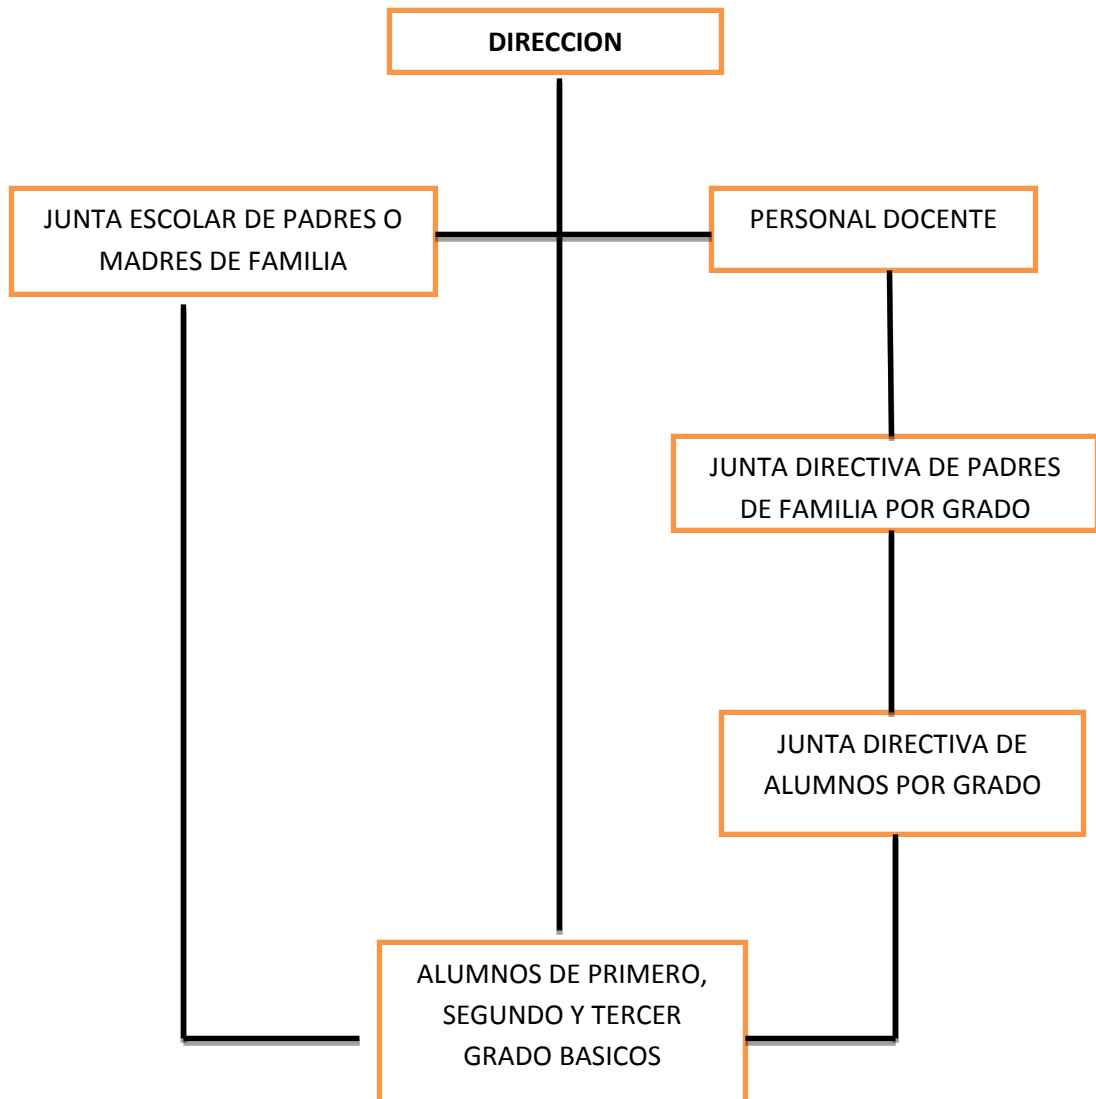 DIRECCION
JUNTA ESCOLAR DE PADRES O
MADRES DE FAMILIA
PERSONAL DOCENTE
JUNTA DIRECTIVA DE PADRES
DE FAMILIA POR GRADO
JUNTA DIRECTIVA DE
ALUMNOS POR GRADO
ALUMNOS DE PRIMERO,
SEGUNDO Y TERCER
GRADO BASICOS